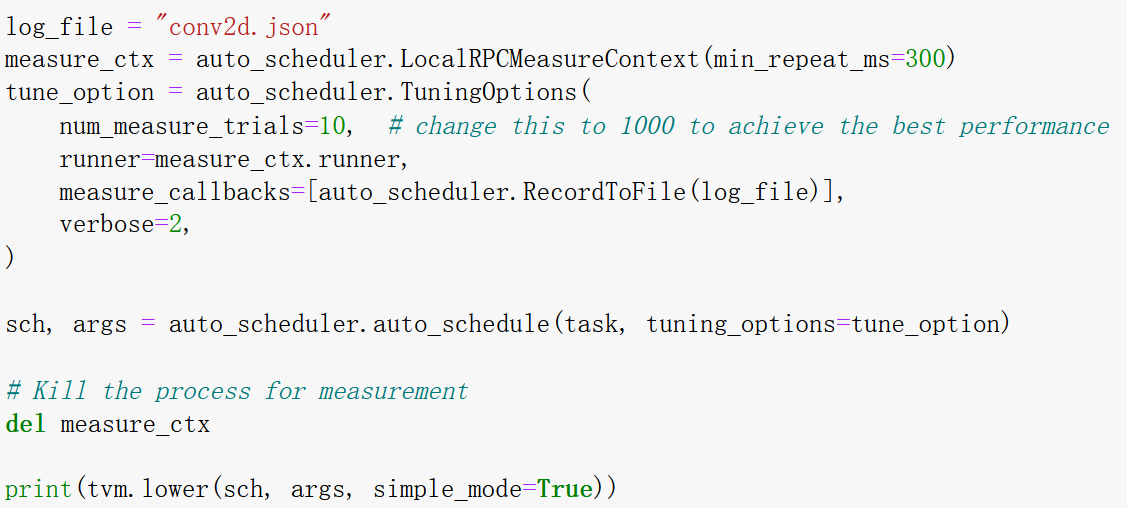 log_file = "conv2d.json"
measure_ctx = auto_scheduler.LocalRPCMeasureContext(min_repeat_ms=300)
tune_option = auto_scheduler.TuningOptions(
    num_measure_trials=10,  # change this to 1000 to achieve the best performance
    runner=measure_ctx.runner,
    measure_callbacks=[auto_scheduler.RecordToFile(log_file)],
    verbose=2,
)

sch, args = auto_scheduler.auto_schedule(task, tuning_options=tune_option)

# Kill the process for measurement
del measure_ctx

print(tvm.lower(sch, args, simple_mode=True))